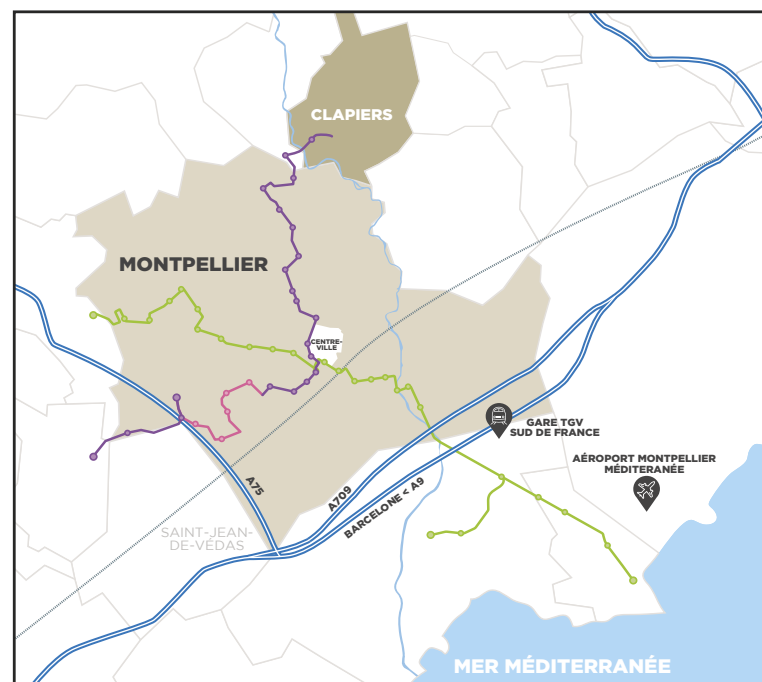 CLAPIERS
MONTPELLIER
CENTRE-
VILLE
GARE TGV
SUD DE FRANCE
AÉROPORT MONTPELLIER
MÉDITERANÉE
A75
A709
BARCELONE < A9
SAINT-JEAN-
DE-VÉDAS
MER MÉDITERRANÉE